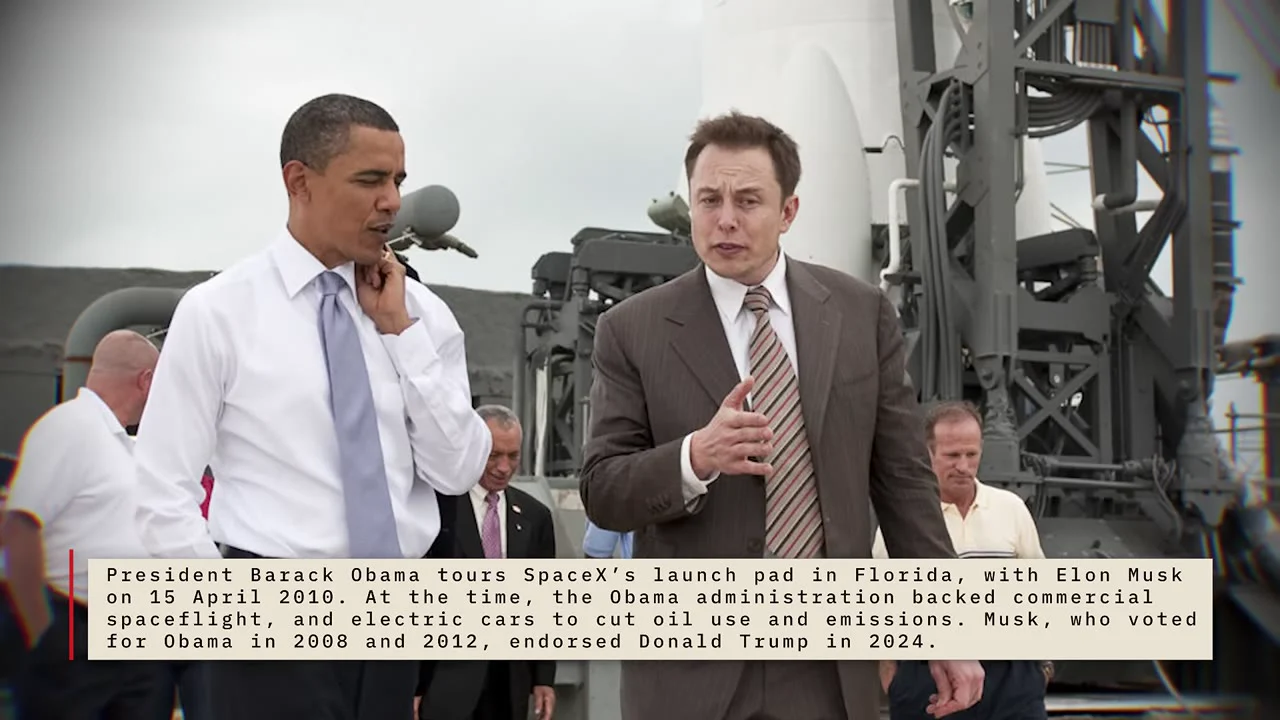 President Barack Obama tours SpaceX’s launch pad in Florida, with Elon Musk
on 15 April 2010. At the time, the Obama administration backed commercial
spaceflight, and electric cars to cut oil use and emissions. Musk, who voted
for Obama in 2008 and 2012, endorsed Donald Trump in 2024.